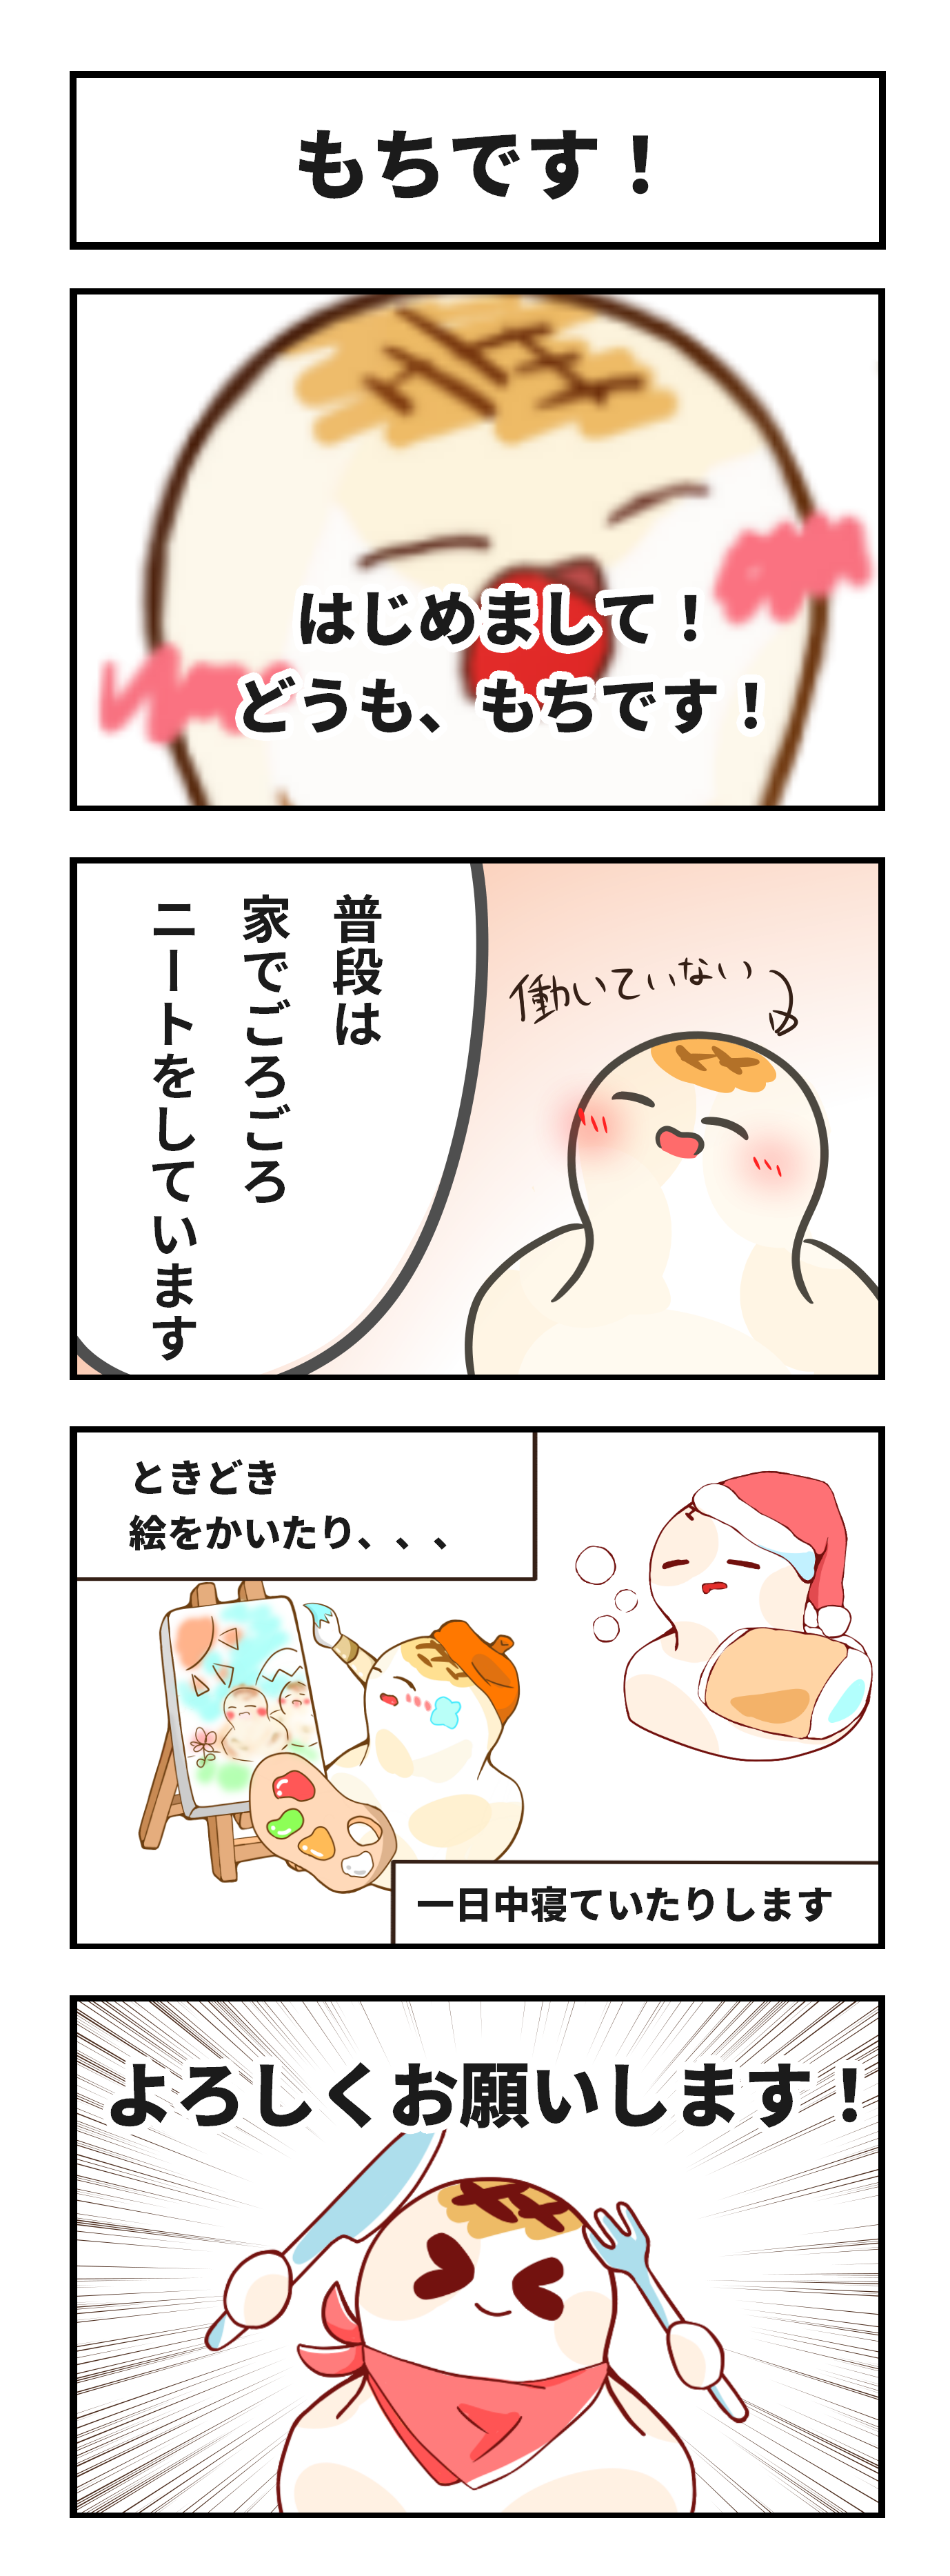 もちです！
はじめまして！
どうも、もちです！
普段は
家でごろごろ
ニートをしています
働いていない
ときどき
絵をかいたり、、、
一日中寝ていたりします
よろしくお願いします！